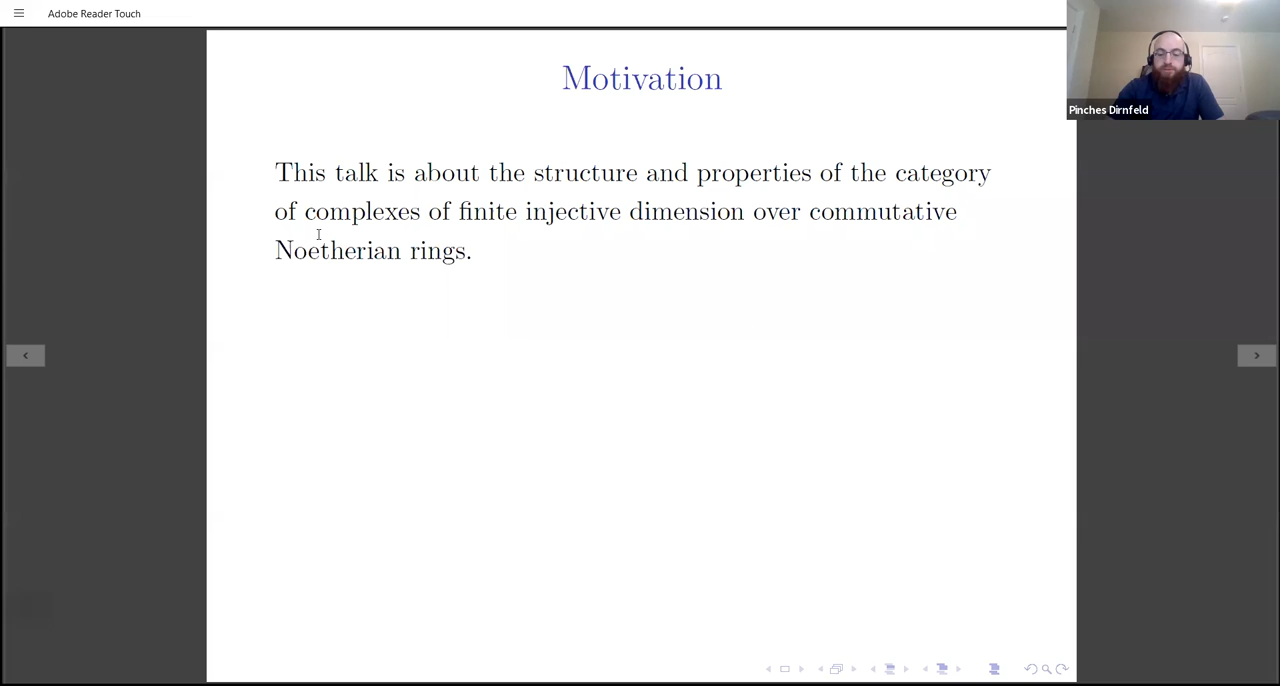 Adobe Reader Touch
Pinches Dirnfeld
Motivation
This talk is about the structure and properties of the category
of complexes of finite injective dimension over commutative
Noetherian rings.